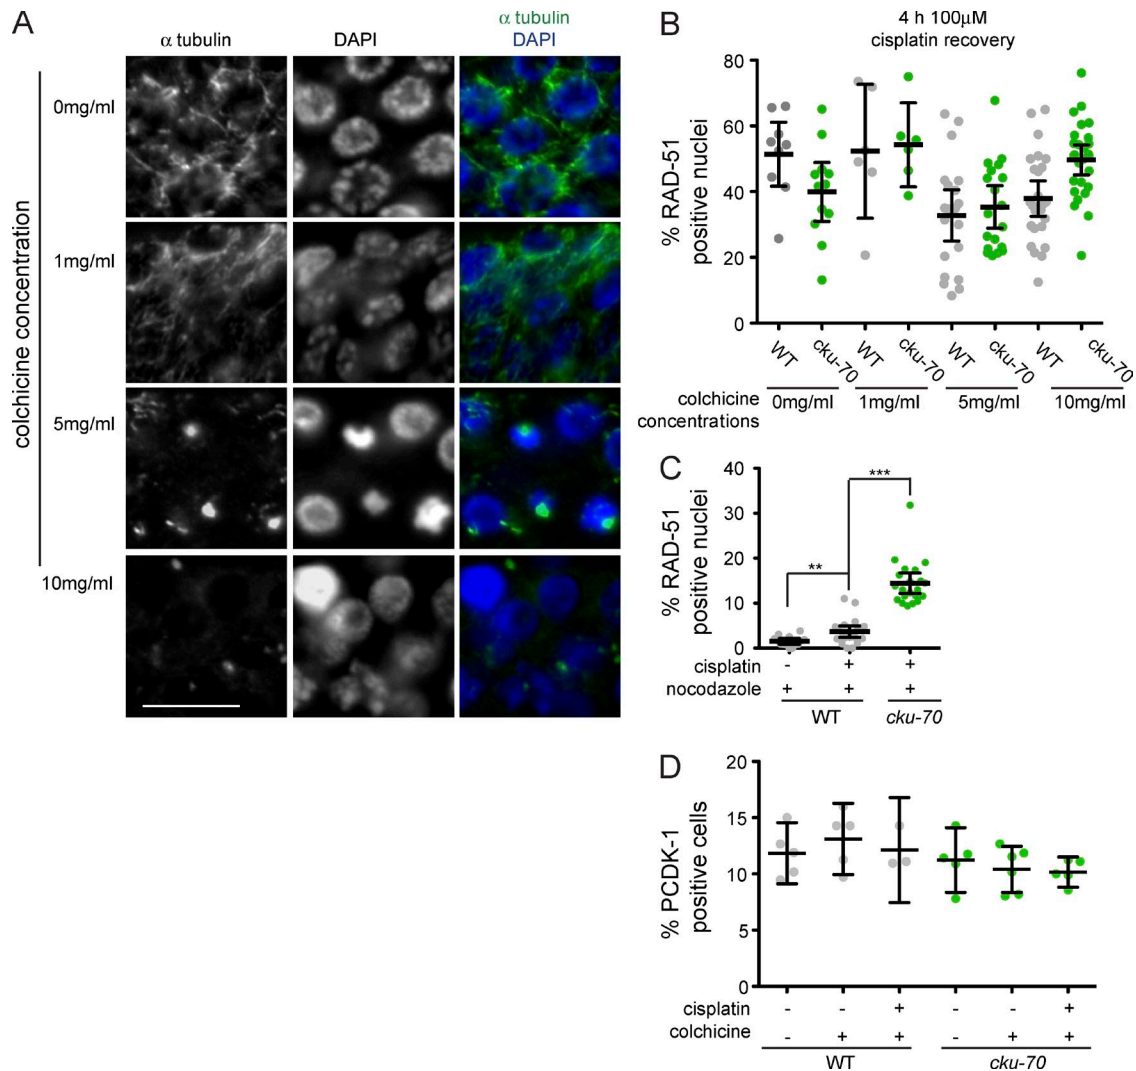 A
α tubulin
DAPI
α tubulin
DAPI
colchicine concentration
0mg/ml
1mg/ml
5mg/ml
10mg/ml
B
4 h 100μM
cisplatin recovery
% RAD-51
positive nuclei
80
60
40
20
0
WT
cku-70
WT
cku-70
WT
cku-70
WT
cku-70
colchicine
concentrations
0mg/ml
1mg/ml
5mg/ml
10mg/ml
C
% RAD-51
positive nuclei
40
30
20
10
0
**
***
cisplatin - + +
nocodazole + + +
WT
cku-70
D
% PCDK-1
positive cells
20
15
10
5
0
cisplatin - - + - - +
colchicine - + + - + +
WT
cku-70